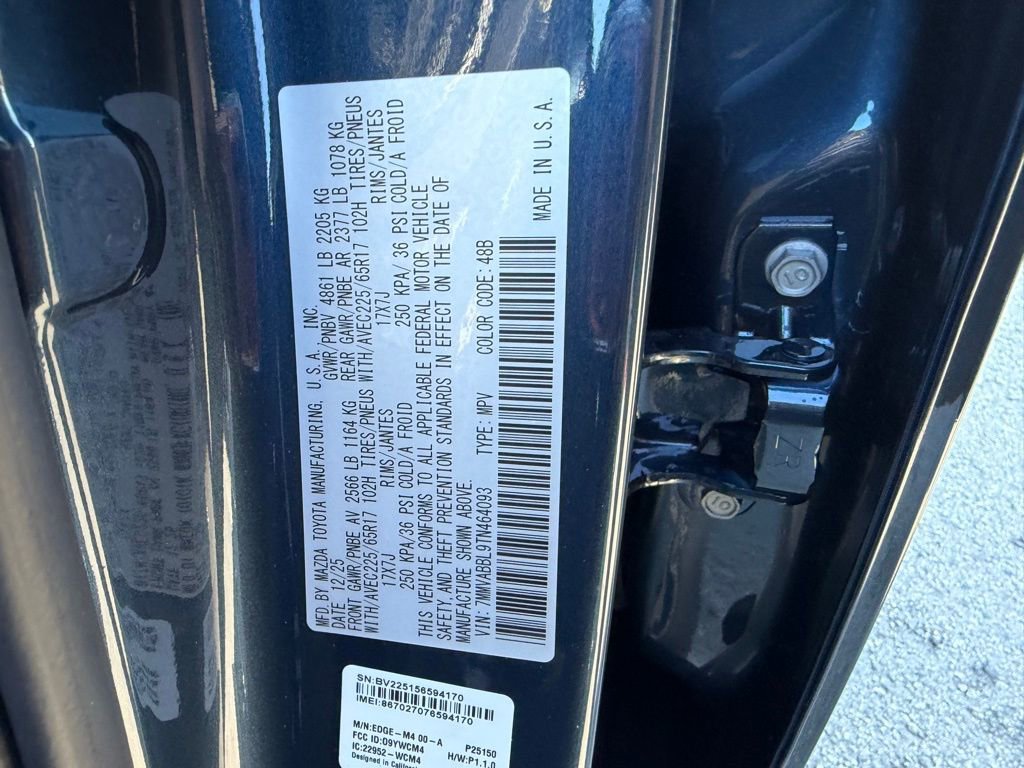 MFD BY MAZDA TOYOTA MANUFACTURING, U.S.A., INC.
DATE 12/25 GVWR/PNBV 4861 LB 2205 KG
FRONT GAWR/PNBE AV 2566 LB 1164 KG REAR GAWR/PNBE AR 2377 LB 1078 KG
WITH/AVEC225/65R17 102H TIRES/PNEUS WITH/AVEC225/65R17 102H TIRES/PNEUS
17X7J RIMS/JANTES 17X7J RIMS/JANTES
250 KPA/36 PSI COLD/A FROID 250 KPA/36 PSI COLD/A FROID
THIS VEHICLE CONFORMS TO ALL APPLICABLE FEDERAL MOTOR VEHICLE
SAFETY AND THEFT PREVENTION STANDARDS IN EFFECT ON THE DATE OF
MANUFACTURE SHOWN ABOVE.
VIN: 7MMVABBL9TN464093 TYPE: MPV COLOR CODE: 48B
MADE IN U.S.A.
SN:BV225156594170
IMEI:867027076594170
M/N:EDGE-M4 00-A P25150
FCC ID:O9YWCM4 H/W:P1.1.0
IC:22952-WCM4
Designed in California
ZR